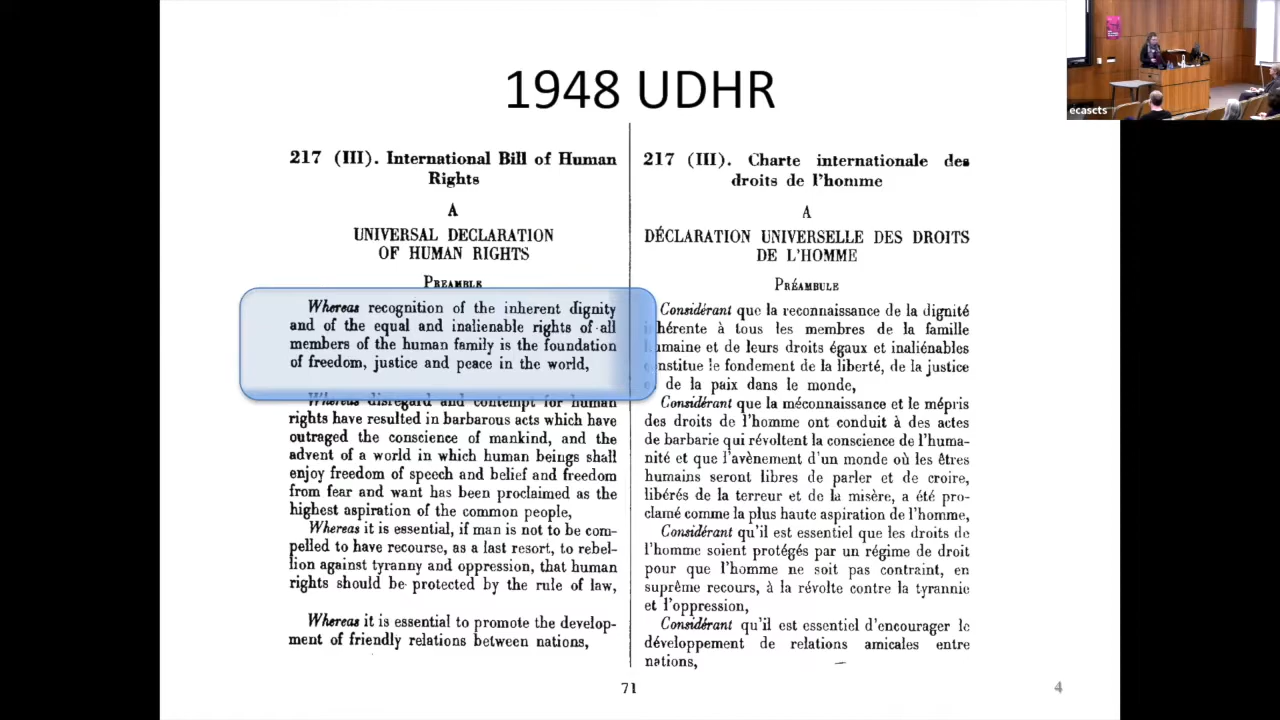 1948 UDHR
217 (III). International Bill of Human
Rights
A
UNIVERSAL DECLARATION
OF HUMAN RIGHTS
PREAMBLE
Whereas recognition of the inherent dignity
and of the equal and inalienable rights of all
members of the human family is the foundation
of freedom, justice and peace in the world,
Whereas disregard and contempt for human
rights have resulted in barbarous acts which have
outraged the conscience of mankind, and the
advent of a world in which human beings shall
enjoy freedom of speech and belief and freedom
from fear and want has been proclaimed as the
highest aspiration of the common people,
Whereas it is essential, if man is not to be com-
pelled to have recourse, as a last resort, to rebel-
lion against tyranny and oppression, that human
rights should be protected by the rule of law,
Whereas it is essential to promote the develop-
ment of friendly relations between nations,
217 (III). Charte internationale des
droits de l'homme
A
DÉCLARATION UNIVERSELLE DES DROITS
DE L'HOMME
PRÉAMBULE
Considérant que la reconnaissance de la dignité
hérente à tous les membres de la famille
maine et de leurs droits égaux et inaliénables
nstitue le fondement de la liberté, de la justice
de la paix dans le monde,
Considérant que la méconnaissance et le mépris
des droits de l'homme ont conduit à des actes
de barbarie qui révoltent la conscience de l'huma-
nité et que l'avènement d'un monde où les êtres
humains seront libres de parler et de croire,
libérés de la terreur et de la misère, a été pro-
clamé comme la plus haute aspiration de l'homme,
Considérant qu'il est essentiel que les droits de
l'homme soient protégés par un régime de droit
pour que l'homme ne soit pas contraint, en
suprême recours, à la révolte contre la tyrannie
et l'oppression,
Considérant qu'il est essentiel d'encourager le
développement de relations amicales entre
nations,
71
4
ecascts